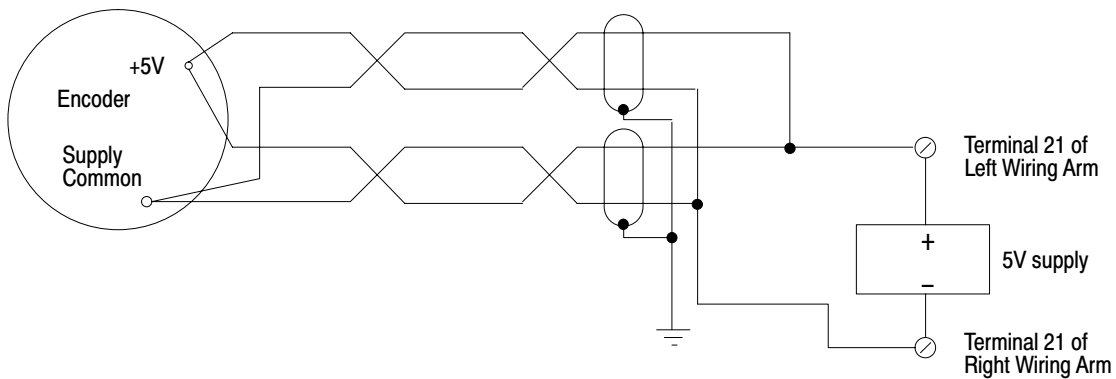 +5V
Encoder
Supply
Common
Terminal 21 of
Left Wiring Arm
+
5V supply
–
Terminal 21 of
Right Wiring Arm